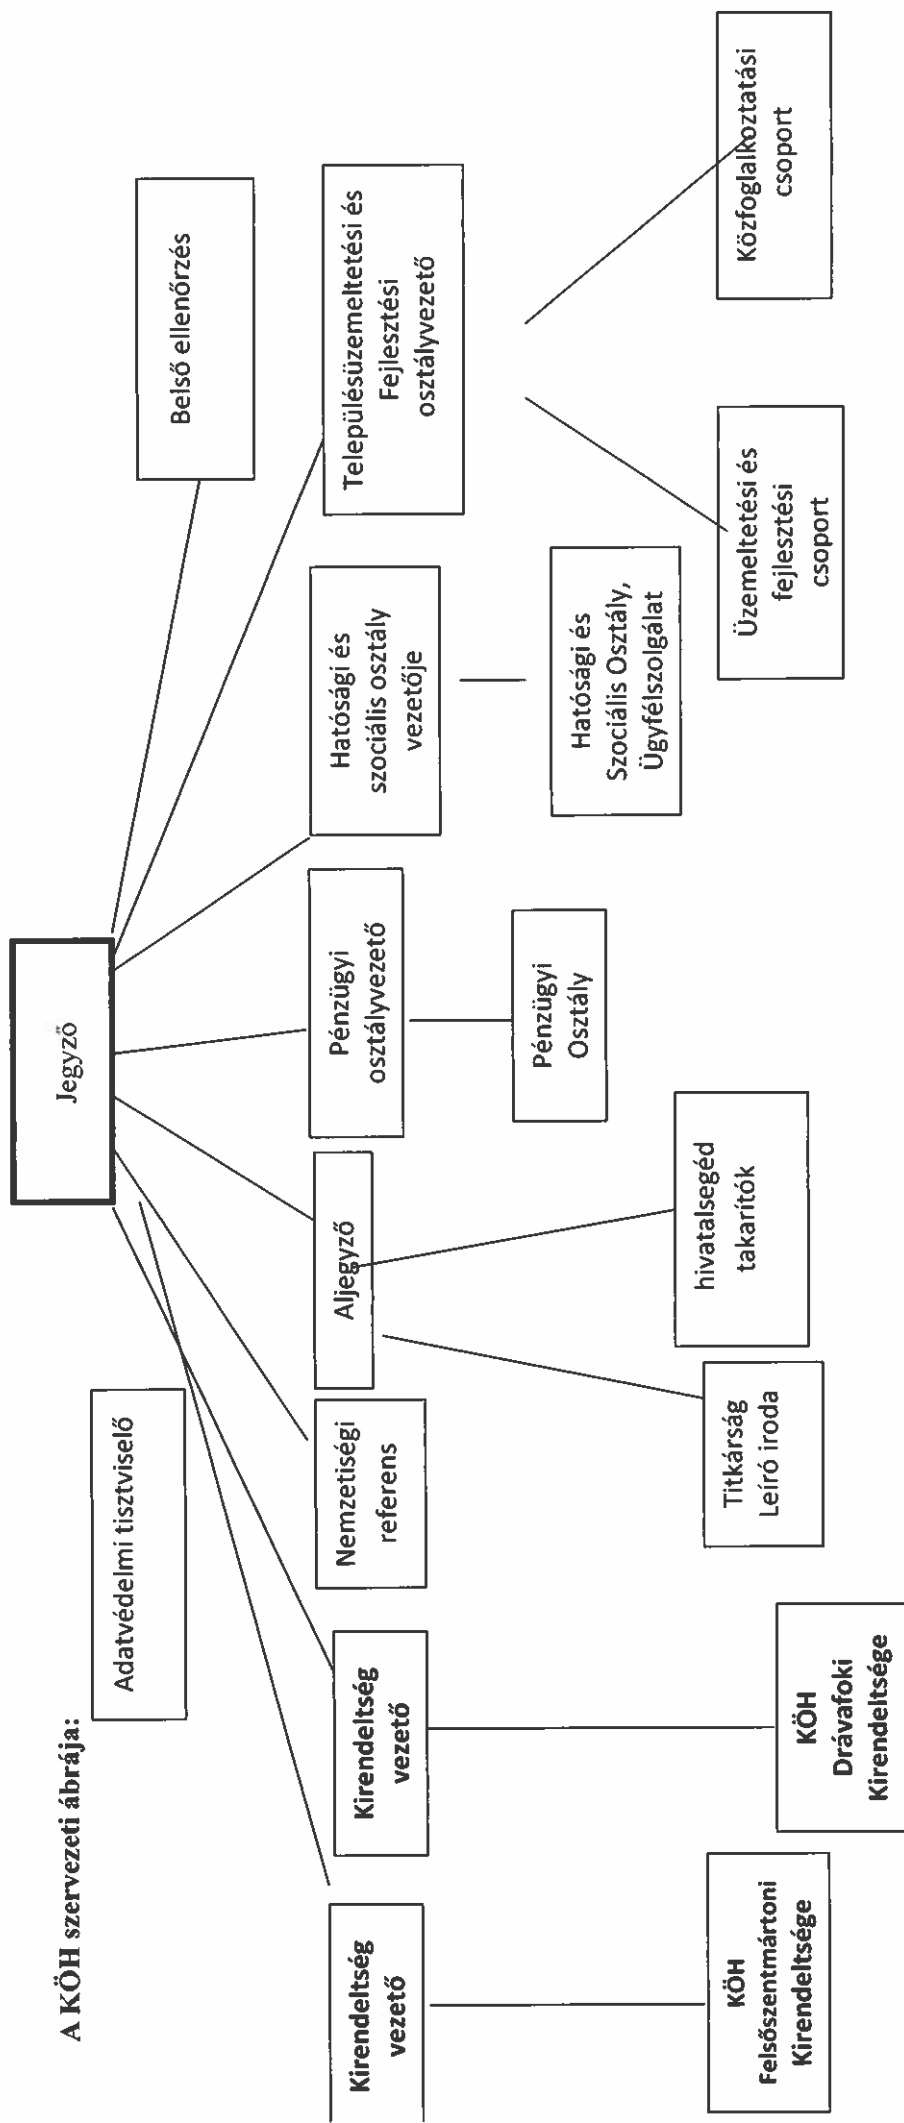 A KÖH szervezeti ábrája:
Jegyző
Adatvédelmi tisztviselő
Belső ellenőrzés
Kirendeltség
vezető
Kirendeltség
vezető
Nemzetiségi
referens
Aljegyző
Pénzügyi
osztályvezető
Hatósági és
szociális osztály
vezetője
Településüzemeltetési és
Fejlesztési
osztályvezető
Pénzügyi
Osztály
Hatósági és
Szociális Osztály,
Ügyfélszolgálat
KÖH
Felsőszentmártoni
Kirendeltsége
KÖH
Drávafoki
Kirendeltsége
Titkárság
Leíró iroda
hivatalsegéd
takarítók
Üzemeltetési és
fejlesztési
csoport
Közfoglalkoztatási
csoport